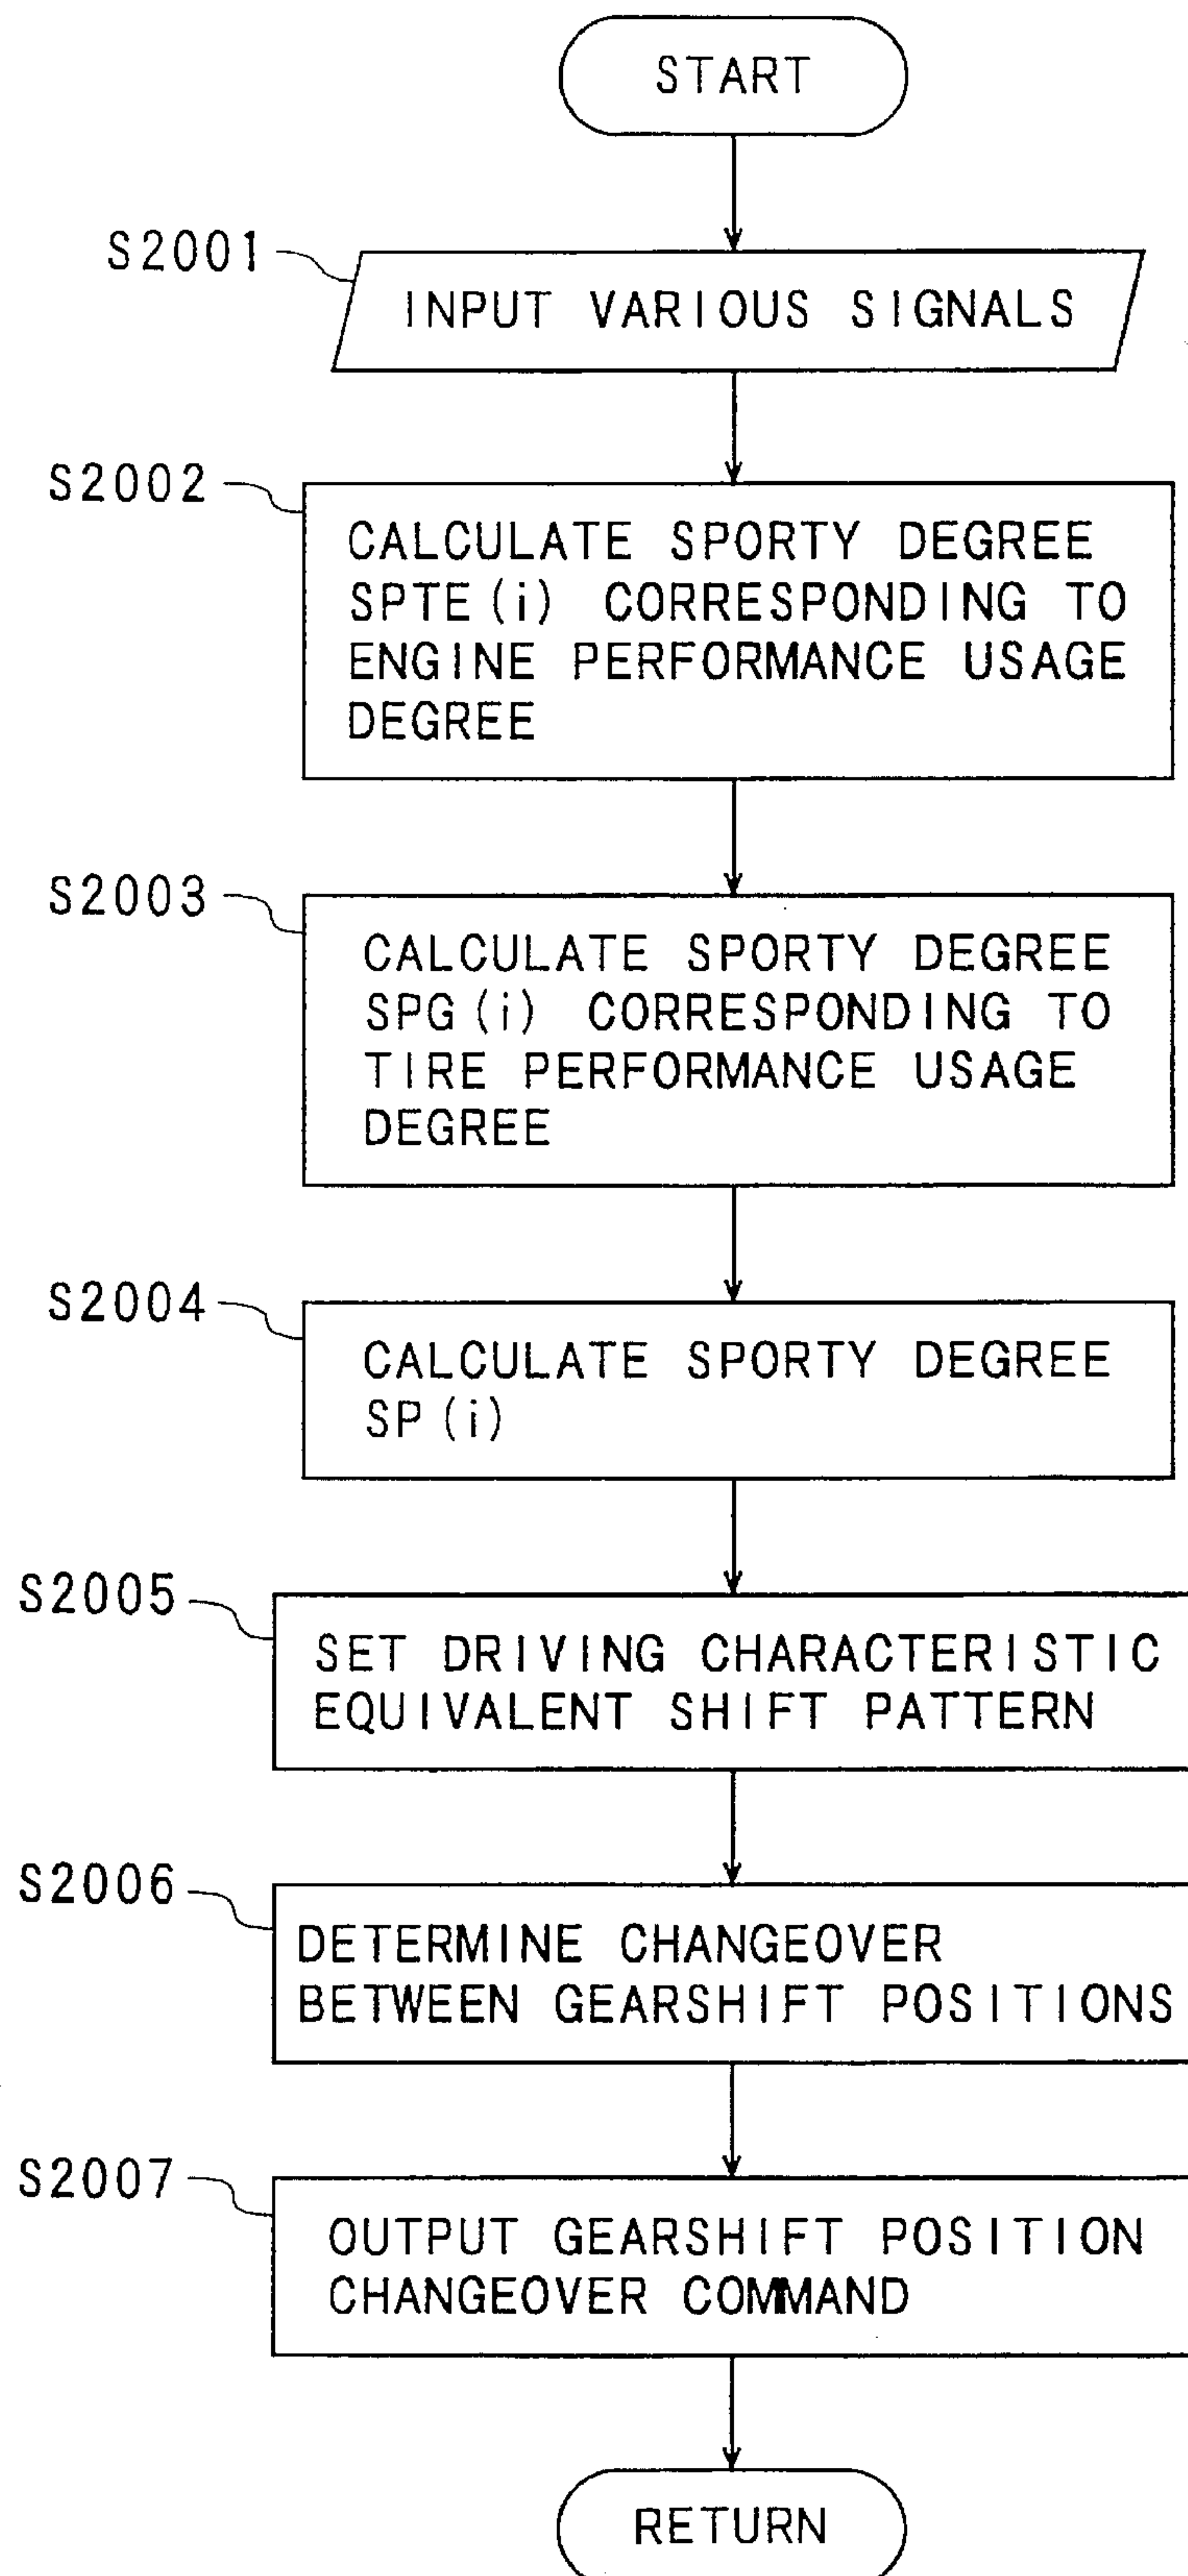 START
S2001
INPUT VARIOUS SIGNALS
S2002
CALCULATE SPORTY DEGREE
SPTE(i) CORRESPONDING TO
ENGINE PERFORMANCE USAGE
DEGREE
S2003
CALCULATE SPORTY DEGREE
SPG(i) CORRESPONDING TO
TIRE PERFORMANCE USAGE
DEGREE
S2004
CALCULATE SPORTY DEGREE
SP(i)
S2005
SET DRIVING CHARACTERISTIC
EQUIVALENT SHIFT PATTERN
S2006
DETERMINE CHANGEOVER
BETWEEN GEARSHIFT POSITIONS
S2007
OUTPUT GEARSHIFT POSITION
CHANGEOVER COMMAND
RETURN